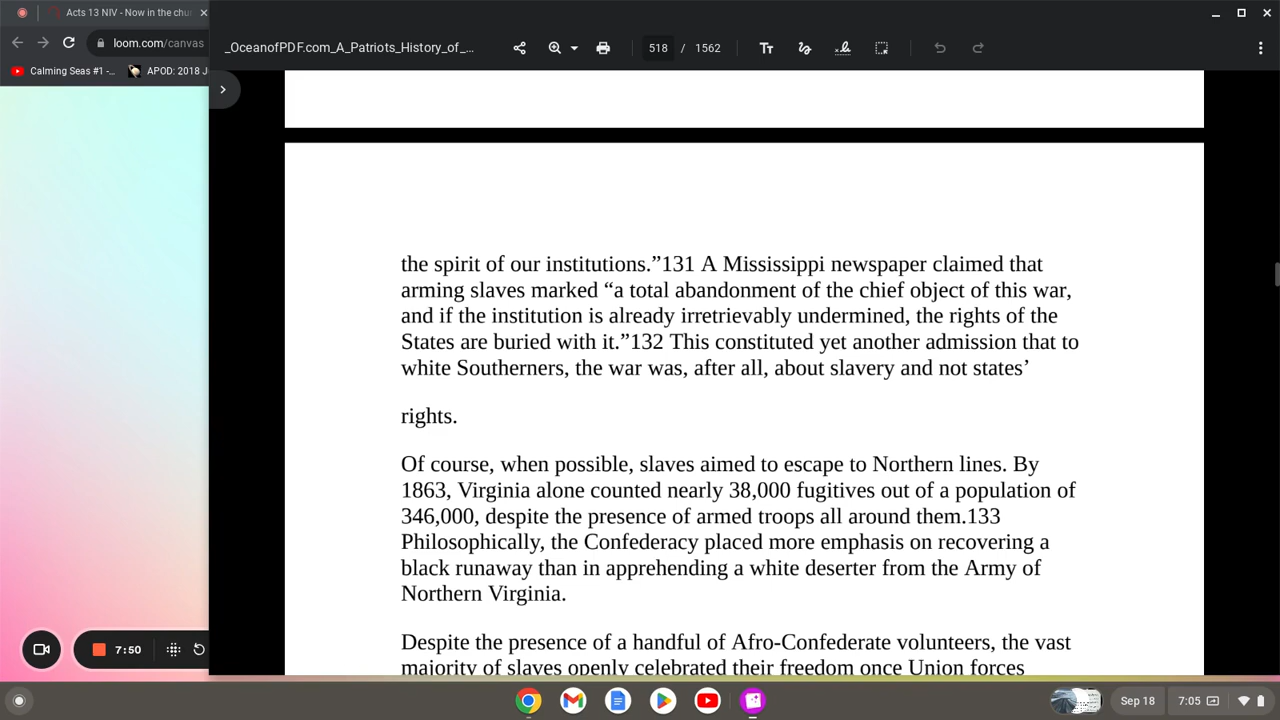 Acts 13 NIV - Now in the chu
loom.com/canvas
Calming Seas #1 -... APOD: 2018 J
_OceanofPDF.com_A_Patriots_History_of_... 518 / 1562
the spirit of our institutions.”131 A Mississippi newspaper claimed that
arming slaves marked “a total abandonment of the chief object of this war,
and if the institution is already irretrievably undermined, the rights of the
States are buried with it.”132 This constituted yet another admission that to
white Southerners, the war was, after all, about slavery and not states’
rights.
Of course, when possible, slaves aimed to escape to Northern lines. By
1863, Virginia alone counted nearly 38,000 fugitives out of a population of
346,000, despite the presence of armed troops all around them.133
Philosophically, the Confederacy placed more emphasis on recovering a
black runaway than in apprehending a white deserter from the Army of
Northern Virginia.
Despite the presence of a handful of Afro-Confederate volunteers, the vast
majority of slaves openly celebrated their freedom once Union forces
7:50
Sep 18 7:05